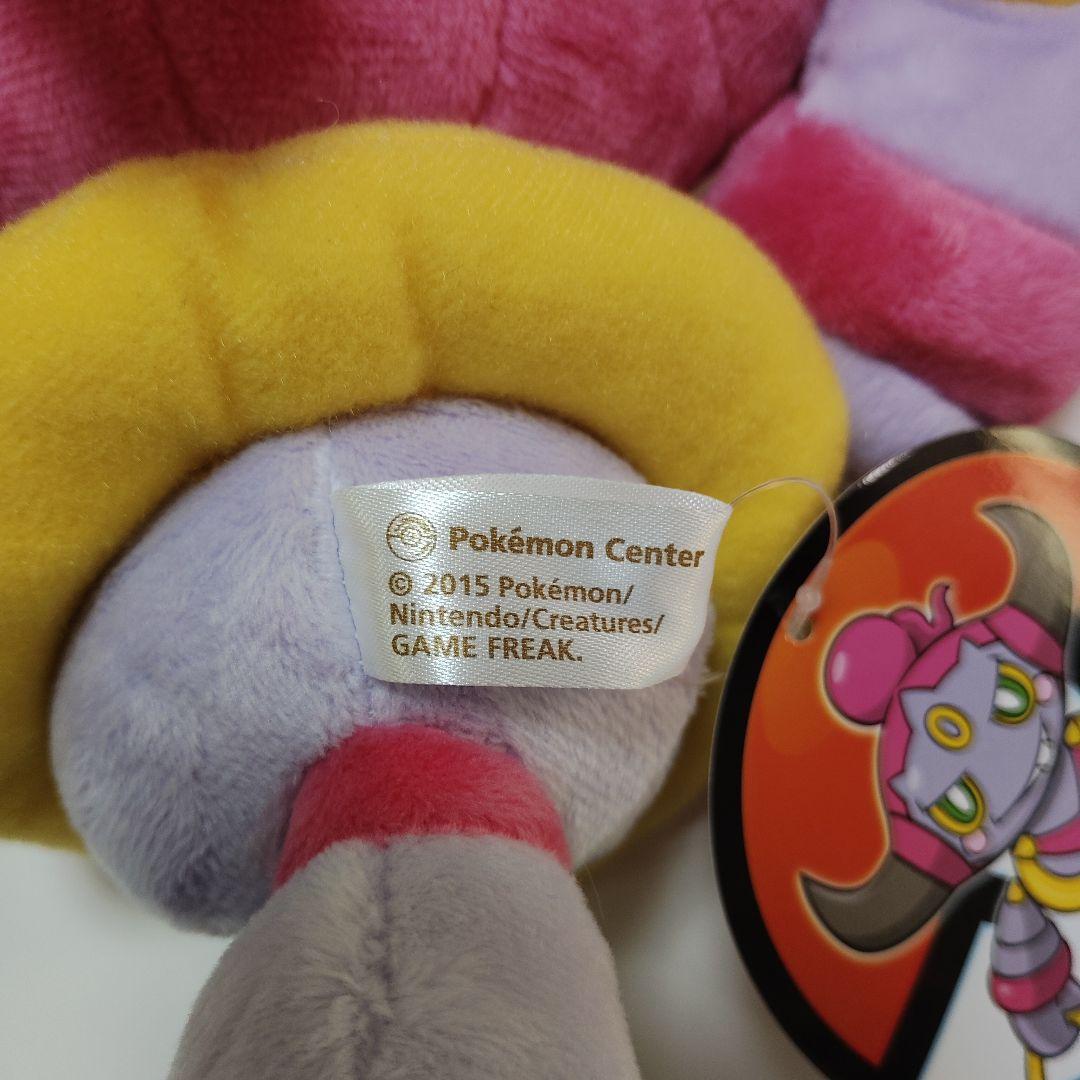 Pokémon Center
© 2015 Pokémon/
Nintendo/Creatures/
GAME FREAK.